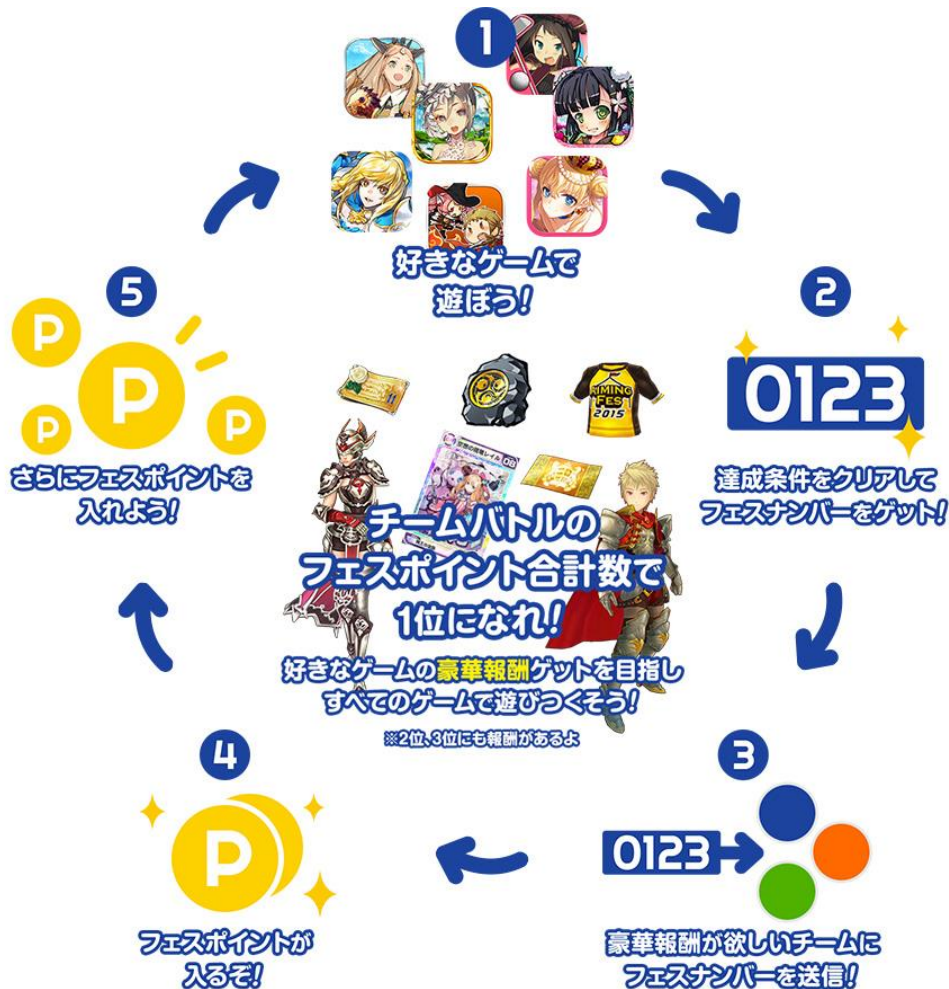 1
好きなゲームで
遊ぼう!
2
0123
達成条件をクリアして
フェスナンバーをゲット!
3
0123
豪華報酬が欲しいチームに
フェスナンバーを送信!
4
P
フェスポイントが
入るぞ!
5
P
P
P
P
さらにフェスポイントを
入れよう!
RIMING
FES
2015
チームバトルの
フェスポイント合計数で
1位になれ!
好きなゲームの豪華報酬ゲットを目指し
すべてのゲームで遊びつくそう!
※2位、3位にも報酬があるよ